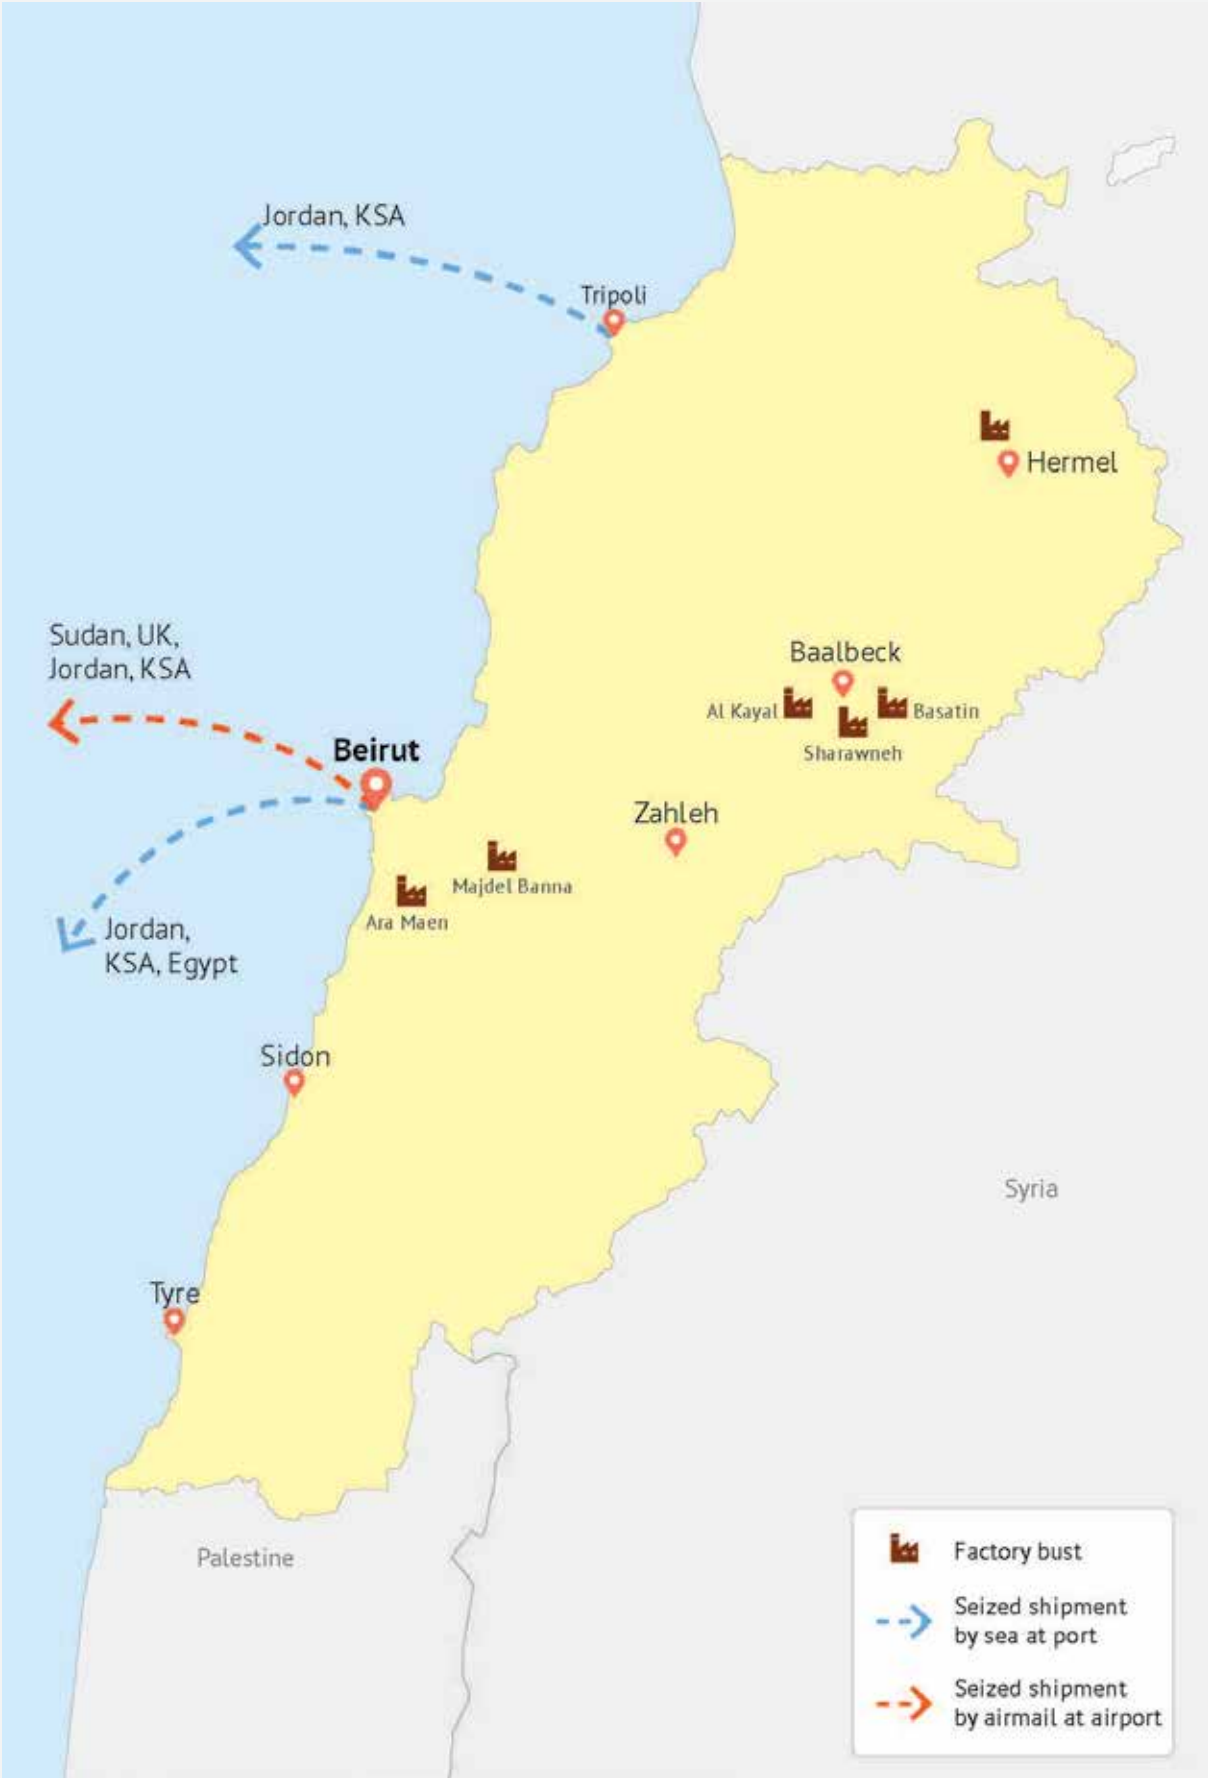 Jordan, KSA
Tripoli
Hermel
Sudan, UK,
Jordan, KSA
Baalbeck
Al Kayal
Basatin
Sharawneh
Beirut
Zahleh
Majdel Banna
Ara Maen
Jordan,
KSA, Egypt
Sidon
Syria
Tyre
Palestine
Factory bust
Seized shipment
by sea at port
Seized shipment
by airmail at airport